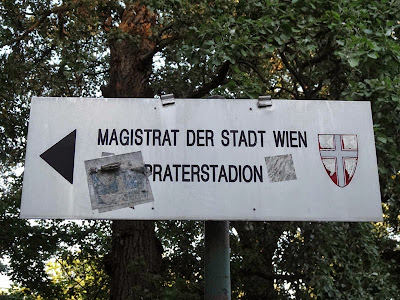 MAGISTRAT DER STADT WIEN
PRATERSTADION